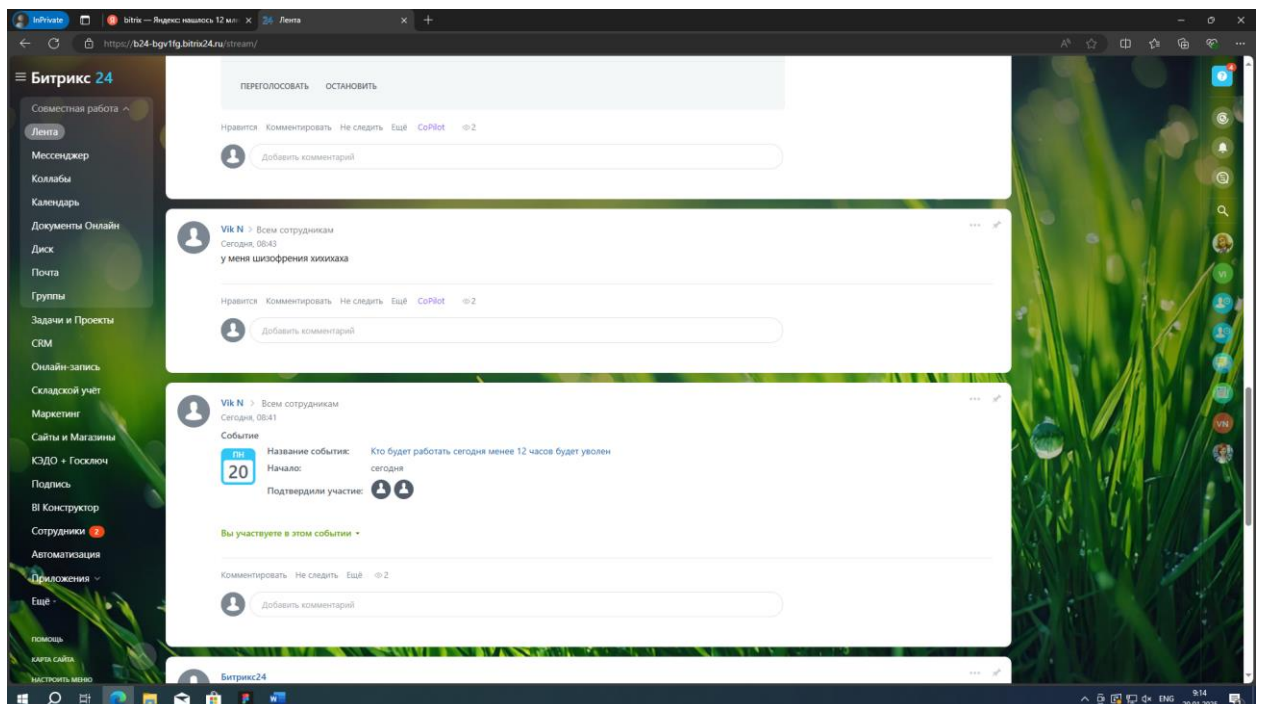 InPrivate
bitrix — Яндекс: нашлось 12 мл
24 Лента
https://b24-bgv1fg.bitrix24.ru/stream/
Битрикс 24
Совместная работа
Лента
Мессенджер
Коллабы
Календарь
Документы Онлайн
Диск
Почта
Группы
Задачи и Проекты
CRM
Онлайн-запись
Складской учёт
Маркетинг
Сайты и Магазины
КЭДО + Госключ
Подпись
BI Конструктор
Сотрудники 2
Автоматизация
Приложения
Ещё -
ПОМОЩЬ
КАРТА САЙТА
НАСТРОИТЬ МЕНЮ
ПЕРЕГОЛОСОВАТЬ ОСТАНОВИТЬ
Нравится Комментировать Не следить Ещё CoPilot 2
Добавить комментарий
Vik N > Всем сотрудникам
Сегодня, 08:43
у меня шизофрения хихихаха
Нравится Комментировать Не следить Ещё CoPilot 2
Добавить комментарий
Vik N > Всем сотрудникам
Сегодня, 08:41
Событие
ПН
20
Название события: Кто будет работать сегодня менее 12 часов будет уволен
Начало: сегодня
Подтвердили участие:
Вы участвуете в этом событии
Комментировать Не следить Ещё 2
Добавить комментарий
Битрикс24
4
VI
VN
ENG
9:14